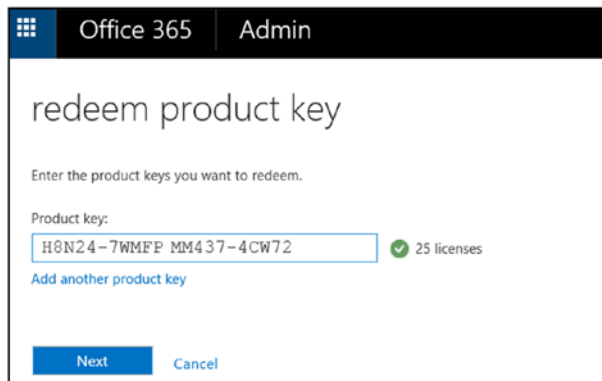 Office 365 Admin
redeem product key
Enter the product keys you want to redeem.
Product key:
H8N24-7WMFP MM437-4CW72 25 licenses
Add another product key
Next Cancel